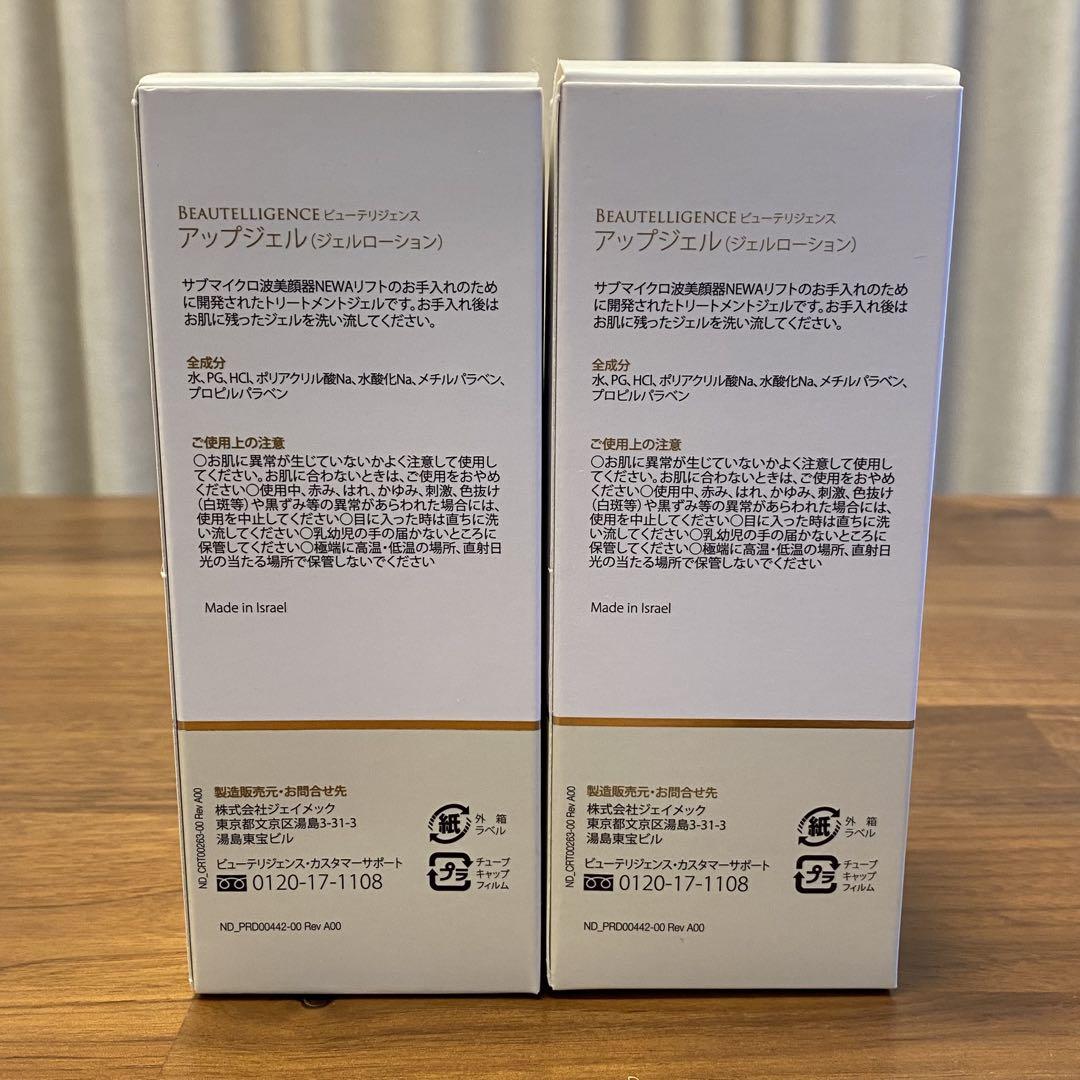 BEAUTELLIGENCE ビューテリジェンス
アップジェル(ジェルローション)
サブマイクロ波美顔器NEWAリフトのお手入れのため
に開発されたトリートメントジェルです。お手入れ後は
お肌に残ったジェルを洗い流してください。
全成分
水、PG、HCl、ポリアクリル酸Na、水酸化Na、メチルパラベン、
プロピルパラベン
ご使用上の注意
○お肌に異常が生じていないかよく注意して使用し
てください。お肌に合わないときは、ご使用をおやめ
ください○使用中、赤み、はれ、かゆみ、刺激、色抜け
(白斑等)や黒ずみ等の異常があらわれた場合には、
使用を中止してください○目に入った時は直ちに洗
い流してください○乳幼児の手の届かないところに
保管してください○極端に高温・低温の場所、直射日
光の当たる場所で保管しないでください
Made in Israel
製造販売元・お問合せ先
株式会社ジェイメック
東京都文京区湯島3-31-3
湯島東宝ビル
ビューテリジェンス・カスタマーサポート
0120-17-1108
紙
外 箱
ラベル
プラ
チューブ
キャップ
フィルム
ND_CRT00263-00 Rev A00
ND_PRD00442-00 Rev A00
BEAUTELLIGENCE ビューテリジェンス
アップジェル(ジェルローション)
サブマイクロ波美顔器NEWAリフトのお手入れのため
に開発されたトリートメントジェルです。お手入れ後は
お肌に残ったジェルを洗い流してください。
全成分
水、PG、HCl、ポリアクリル酸Na、水酸化Na、メチルパラベン、
プロピルパラベン
ご使用上の注意
○お肌に異常が生じていないかよく注意して使用し
てください。お肌に合わないときは、ご使用をおやめ
ください○使用中、赤み、はれ、かゆみ、刺激、色抜け
(白斑等)や黒ずみ等の異常があらわれた場合には、
使用を中止してください○目に入った時は直ちに洗
い流してください○乳幼児の手の届かないところに
保管してください○極端に高温・低温の場所、直射日
光の当たる場所で保管しないでください
Made in Israel
製造販売元・お問合せ先
株式会社ジェイメック
東京都文京区湯島3-31-3
湯島東宝ビル
ビューテリジェンス・カスタマーサポート
0120-17-1108
紙
外 箱
ラベル
プラ
チューブ
キャップ
フィルム
ND_CRT00263-00 Rev A00
ND_PRD00442-00 Rev A00